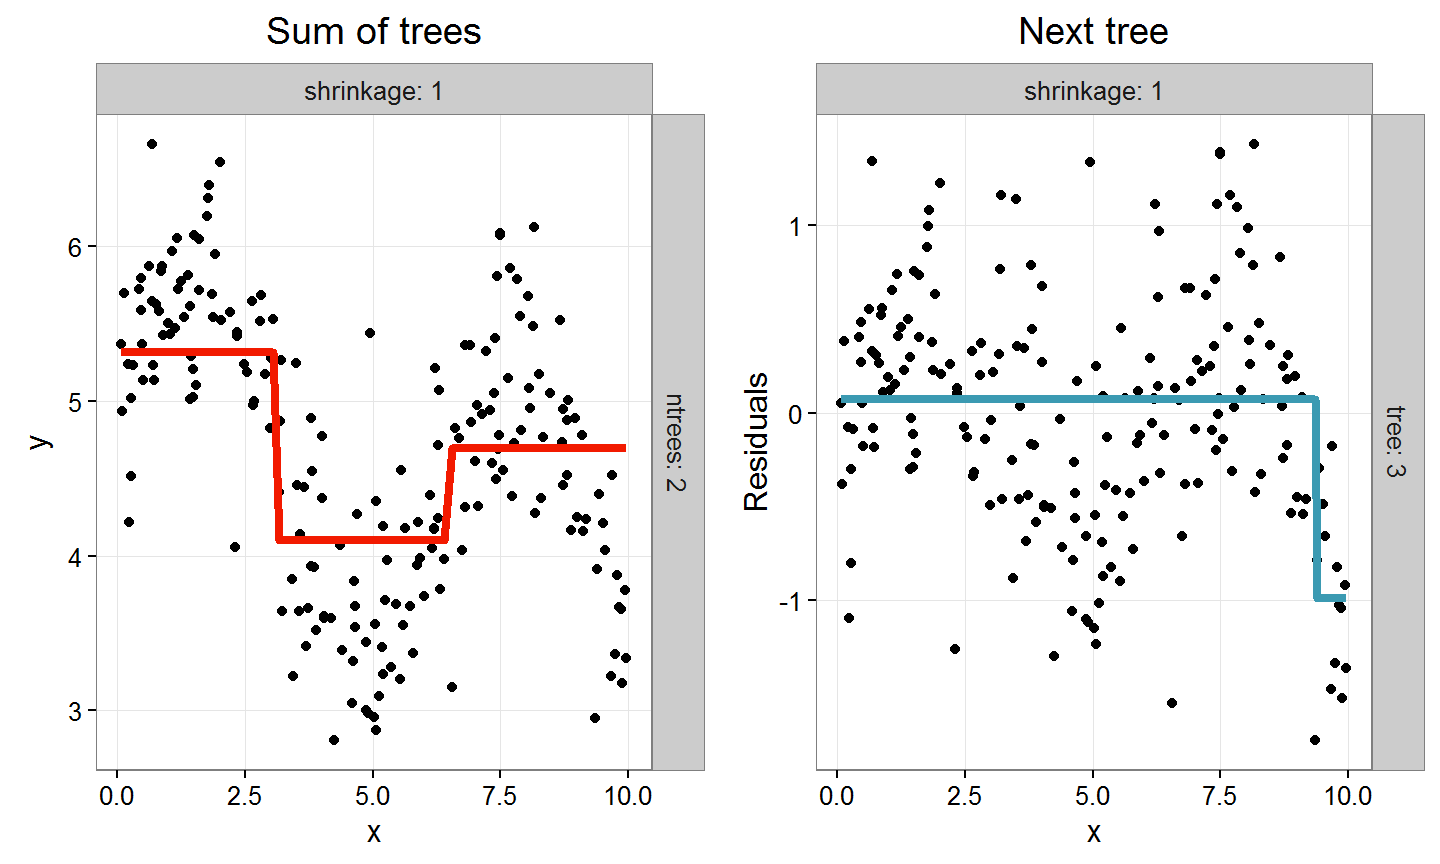 Sum of trees
shrinkage: 1
y
6
5
4
3
0.0 2.5 5.0 7.5 10.0
x
ntrees: 2
Next tree
shrinkage: 1
Residuals
1
0
-1
0.0 2.5 5.0 7.5 10.0
x
tree: 3